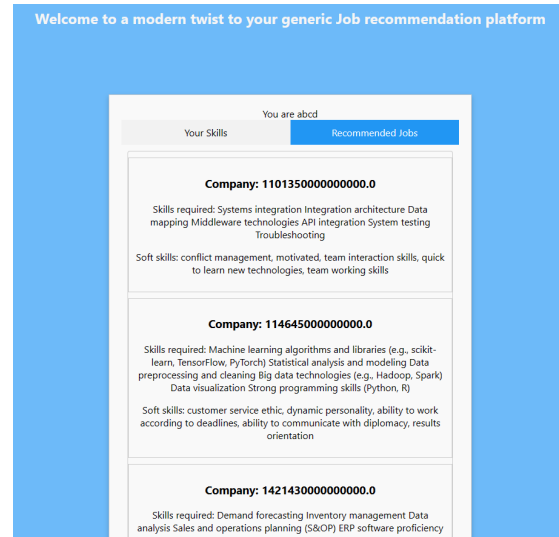 Welcome to a modern twist to your generic Job recommendation platform
You are abcd
Your Skills
Recommended Jobs
Company: 1101350000000000.0
Skills required: Systems integration Integration architecture Data
mapping Middleware technologies API integration System testing
Troubleshooting
Soft skills: conflict management, motivated, team interaction skills, quick
to learn new technologies, team working skills
Company: 114645000000000.0
Skills required: Machine learning algorithms and libraries (e.g., scikit-
learn, TensorFlow, PyTorch) Statistical analysis and modeling Data
preprocessing and cleaning Big data technologies (e.g., Hadoop, Spark)
Data visualization Strong programming skills (Python, R)
Soft skills: customer service ethic, dynamic personality, ability to work
according to deadlines, ability to communicate with diplomacy, results
orientation
Company: 1421430000000000.0
Skills required: Demand forecasting Inventory management Data
analysis Sales and operations planning (S&OP) ERP software proficiency